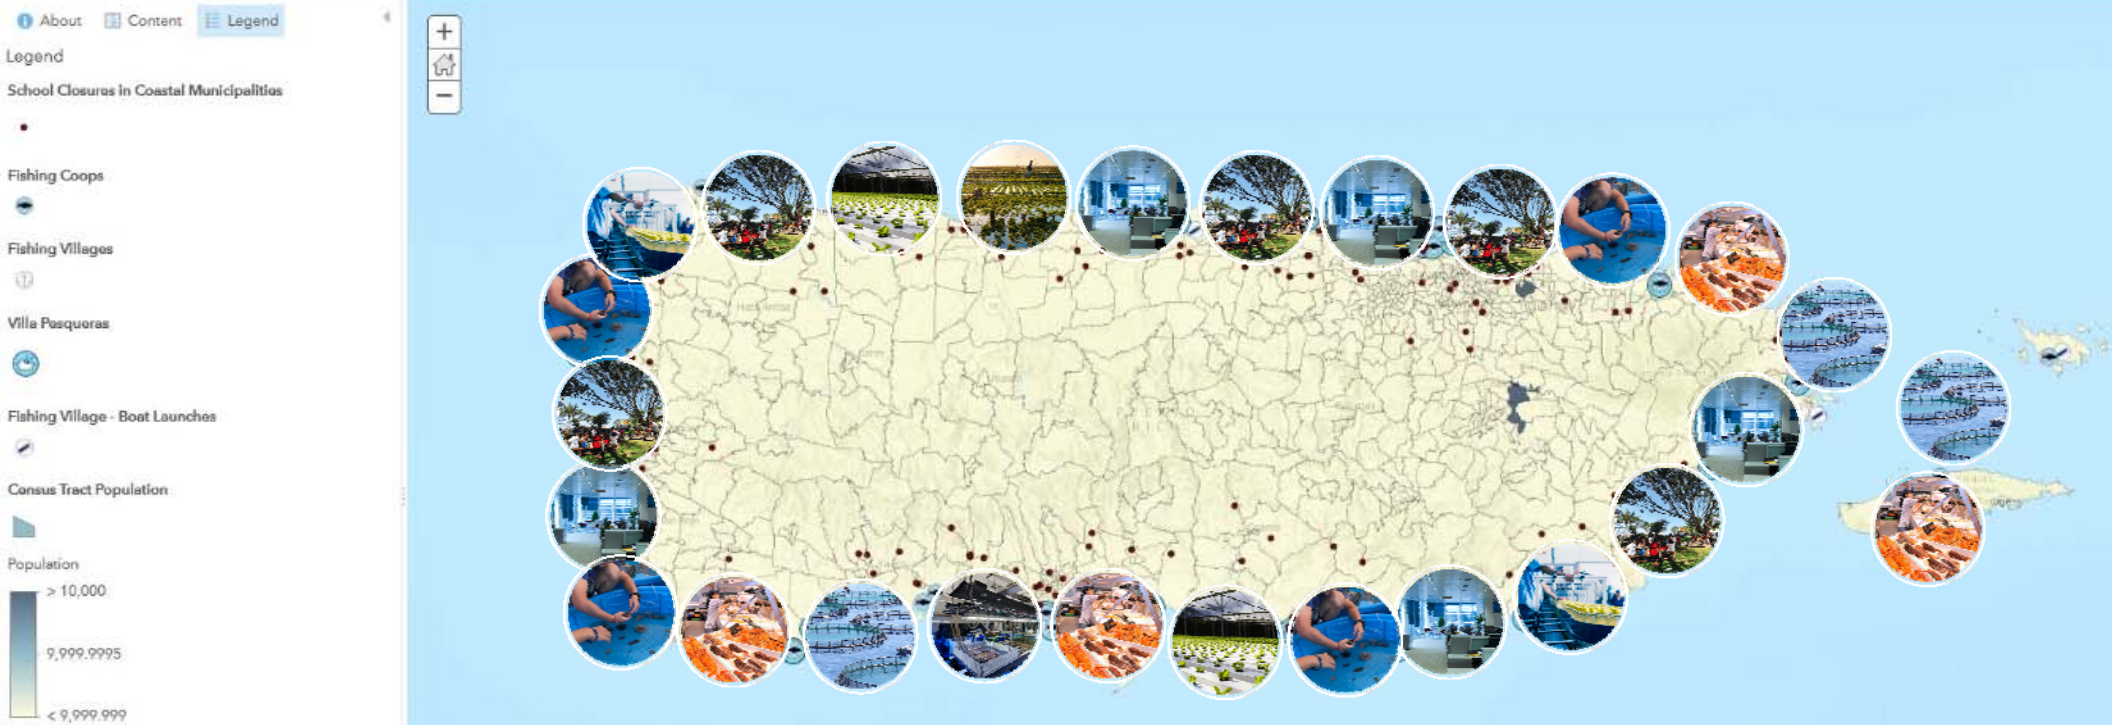 About Content Legend
Legend
School Closures in Coastal Municipalities
Fishing Coops
Fishing Villages
Villa Pesqueras
Fishing Village - Boat Launches
Census Tract Population
Population
> 10,000
9,999.9995
< 9,999.999
+
−